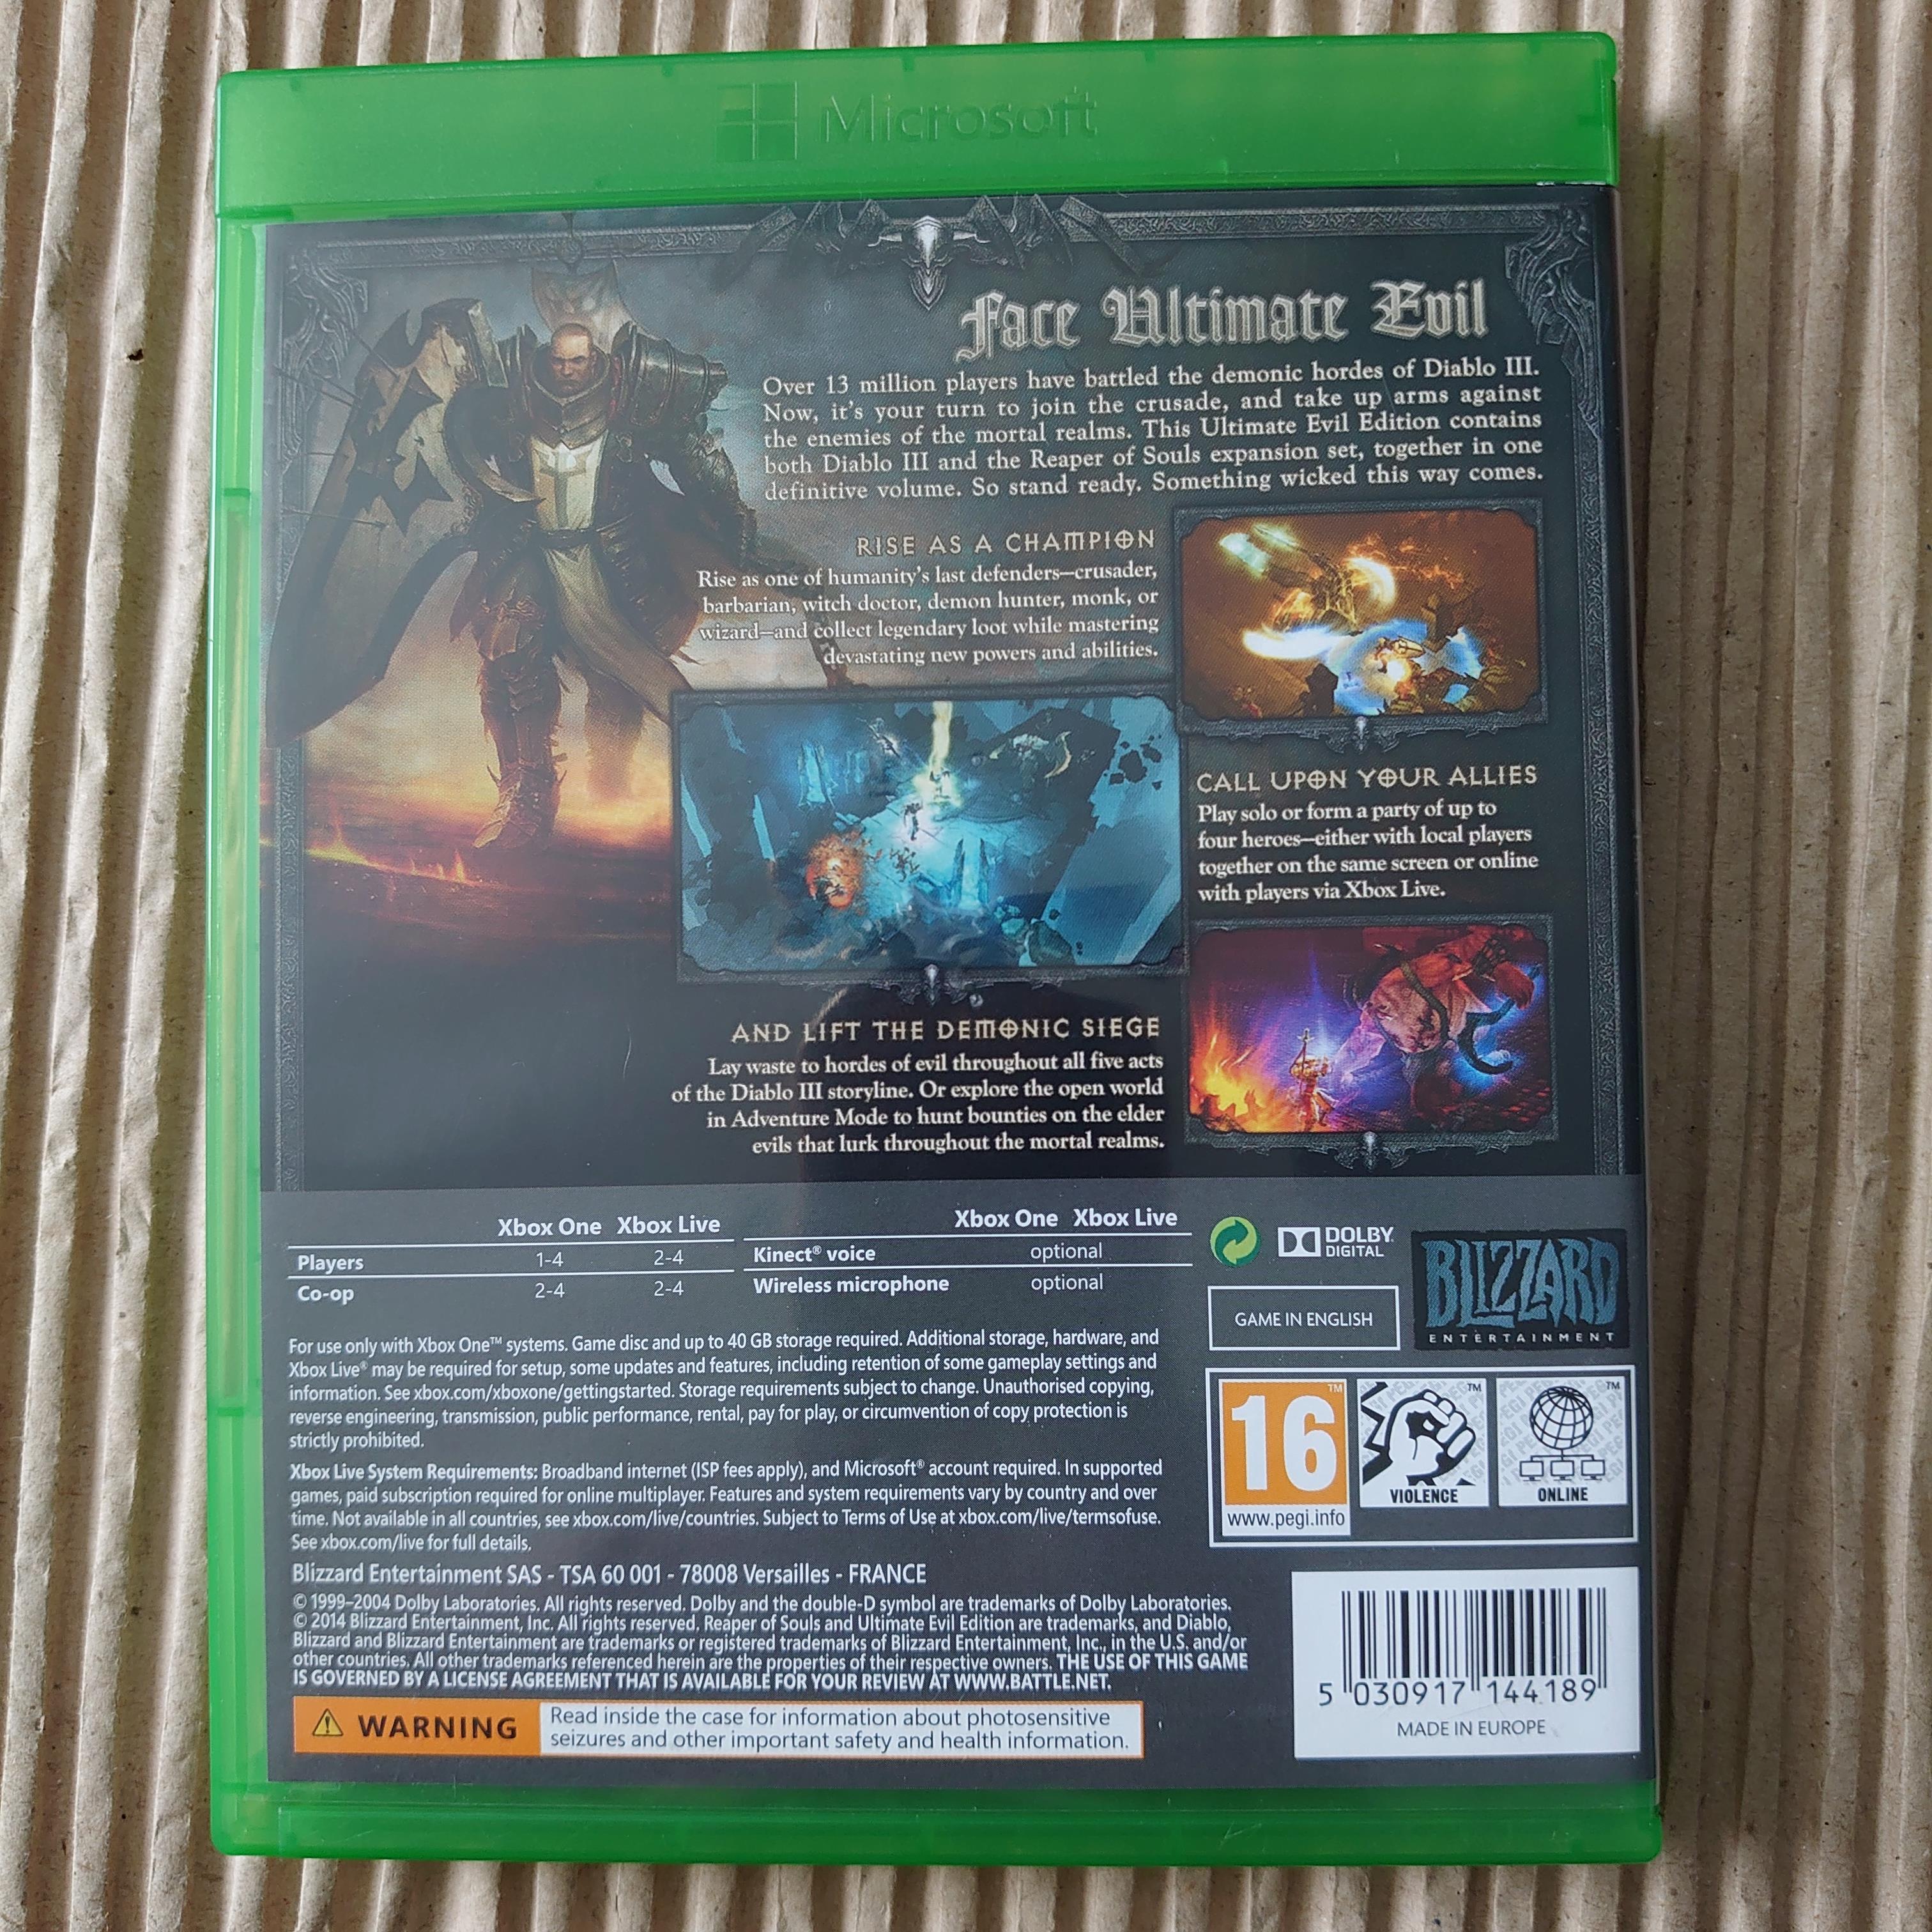 Microsoft
Face Ultimate Evil
Over 13 million players have battled the demonic hordes of Diablo III.
Now, it's your turn to join the crusade, and take up arms against
the enemies of the mortal realms. This Ultimate Evil Edition contains
both Diablo III and the Reaper of Souls expansion set, together in one
definitive volume. So stand ready. Something wicked this way comes.
RISE AS A CHAMPION
Rise as one of humanity's last defenders—crusader,
barbarian, witch doctor, demon hunter, monk, or
wizard—and collect legendary loot while mastering
devastating new powers and abilities.
CALL UPON YOUR ALLIES
Play solo or form a party of up to
four heroes—either with local players
together on the same screen or online
with players via Xbox Live.
AND LIFT THE DEMONIC SIEGE
Lay waste to hordes of evil throughout all five acts
of the Diablo III storyline. Or explore the open world
in Adventure Mode to hunt bounties on the elder
evils that lurk throughout the mortal realms.
Xbox One Xbox Live
Players 1-4 2-4
Co-op 2-4 2-4
Xbox One Xbox Live
Kinect® voice optional
Wireless microphone optional
DOLBY
DIGITAL
BLIZZARD
ENTERTAINMENT
GAME IN ENGLISH
For use only with Xbox One™ systems. Game disc and up to 40 GB storage required. Additional storage, hardware, and
Xbox Live® may be required for setup, some updates and features, including retention of some gameplay settings and
information. See xbox.com/xboxone/gettingstarted. Storage requirements subject to change. Unauthorised copying,
reverse engineering, transmission, public performance, rental, pay for play, or circumvention of copy protection is
strictly prohibited.
Xbox Live System Requirements: Broadband internet (ISP fees apply), and Microsoft® account required. In supported
games, paid subscription required for online multiplayer. Features and system requirements vary by country and over
time. Not available in all countries, see xbox.com/live/countries. Subject to Terms of Use at xbox.com/live/termsofuse.
See xbox.com/live for full details.
16™
www.pegi.info
PEGI
™
VIOLENCE
PEGI
™
ONLINE
Blizzard Entertainment SAS - TSA 60 001 - 78008 Versailles - FRANCE
© 1999–2004 Dolby Laboratories. All rights reserved. Dolby and the double-D symbol are trademarks of Dolby Laboratories.
© 2014 Blizzard Entertainment, Inc. All rights reserved. Reaper of Souls and Ultimate Evil Edition are trademarks, and Diablo,
Blizzard and Blizzard Entertainment are trademarks or registered trademarks of Blizzard Entertainment, Inc., in the U.S. and/or
other countries. All other trademarks referenced herein are the properties of their respective owners. THE USE OF THIS GAME
IS GOVERNED BY A LICENSE AGREEMENT THAT IS AVAILABLE FOR YOUR REVIEW AT WWW.BATTLE.NET.
WARNING
Read inside the case for information about photosensitive
seizures and other important safety and health information.
5 030917 144189
MADE IN EUROPE